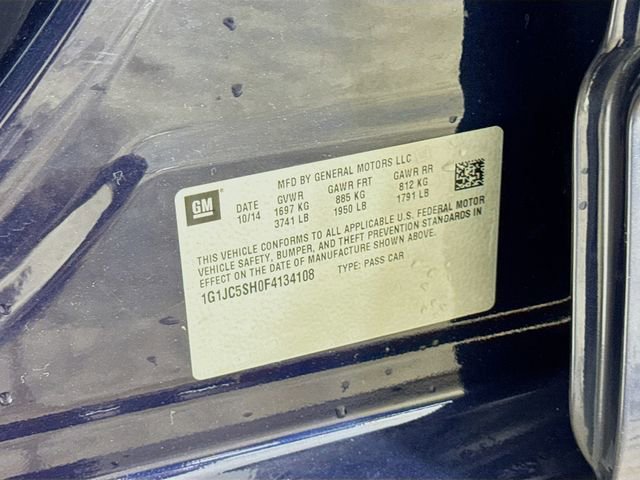 GM
MFD BY GENERAL MOTORS LLC
DATE GVWR GAWR FRT GAWR RR
10/14 1697 KG 885 KG 812 KG
3741 LB 1950 LB 1791 LB
THIS VEHICLE CONFORMS TO ALL APPLICABLE U.S. FEDERAL MOTOR
VEHICLE SAFETY, BUMPER, AND THEFT PREVENTION STANDARDS IN
EFFECT ON THE DATE OF MANUFACTURE SHOWN ABOVE.
1G1JC5SH0F4134108 TYPE: PASS CAR